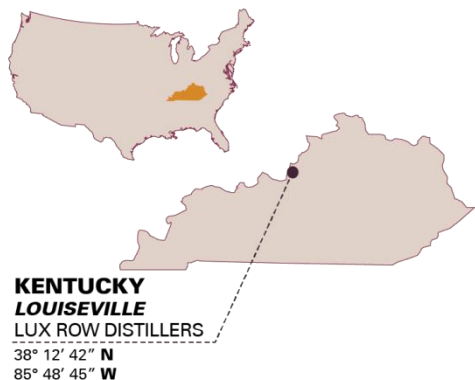 KENTUCKY
LOUISEVILLE
LUX ROW DISTILLERS
38° 12′ 42″ N
85° 48′ 45″ W